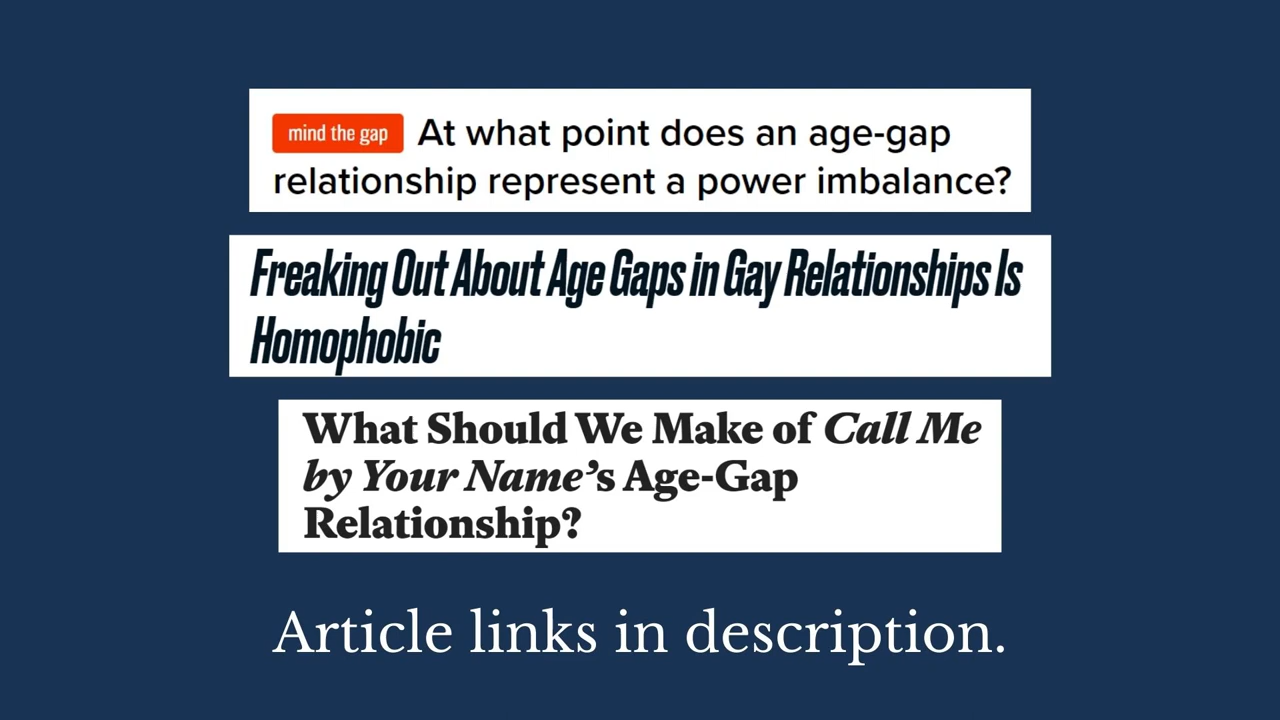 mind the gap At what point does an age-gap
relationship represent a power imbalance?
Freaking Out About Age Gaps in Gay Relationships Is
Homophobic
What Should We Make of Call Me
by Your Name’s Age-Gap
Relationship?
Article links in description.